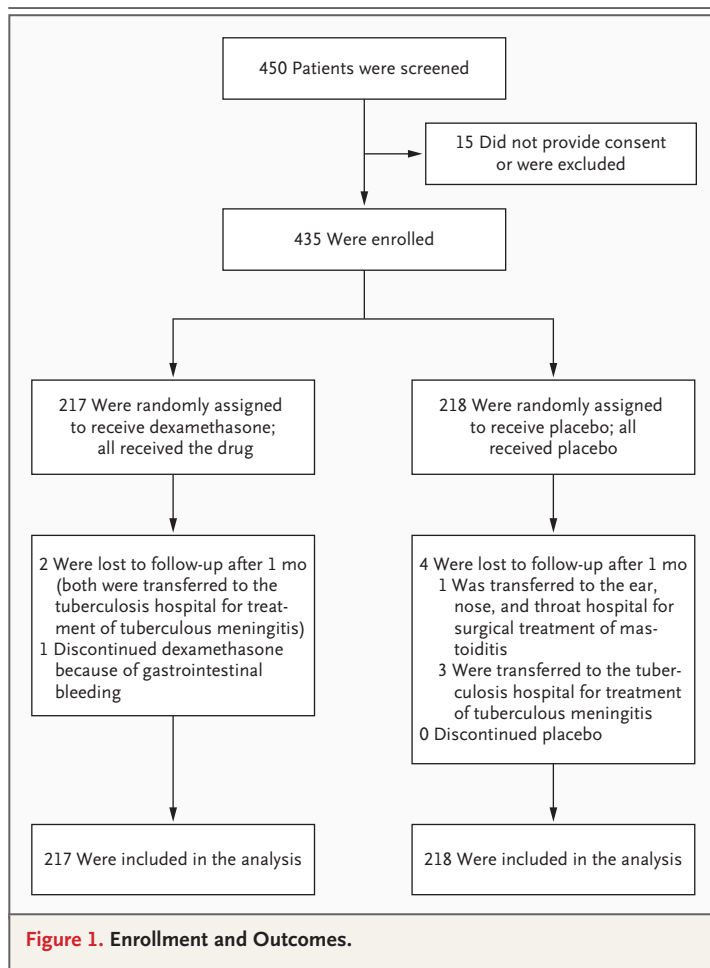 450 Patients were screened
15 Did not provide consent
or were excluded
435 Were enrolled
217 Were randomly assigned
to receive dexamethasone;
all received the drug
218 Were randomly assigned
to receive placebo; all
received placebo
2 Were lost to follow-up after 1 mo
(both were transferred to the
tuberculosis hospital for treat-
ment of tuberculous meningitis)
1 Discontinued dexamethasone
because of gastrointestinal
bleeding
4 Were lost to follow-up after 1 mo
1 Was transferred to the ear,
nose, and throat hospital for
surgical treatment of mas-
toiditis
3 Were transferred to the tuber-
culosis hospital for treatment
of tuberculous meningitis
0 Discontinued placebo
217 Were included in the analysis
218 Were included in the analysis
Figure 1. Enrollment and Outcomes.